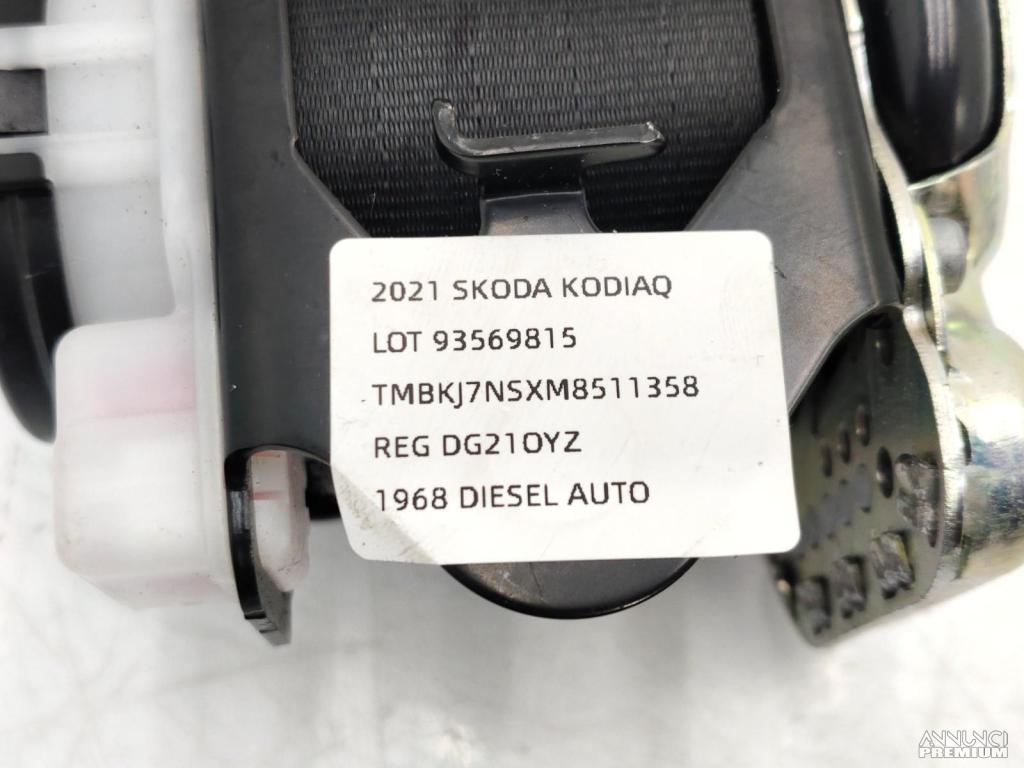 2021 SKODA KODIAQ
LOT 93569815
TMBKJ7NSXM8511358
REG DG21OYZ
1968 DIESEL AUTO
ANNUNCI
PREMIUM